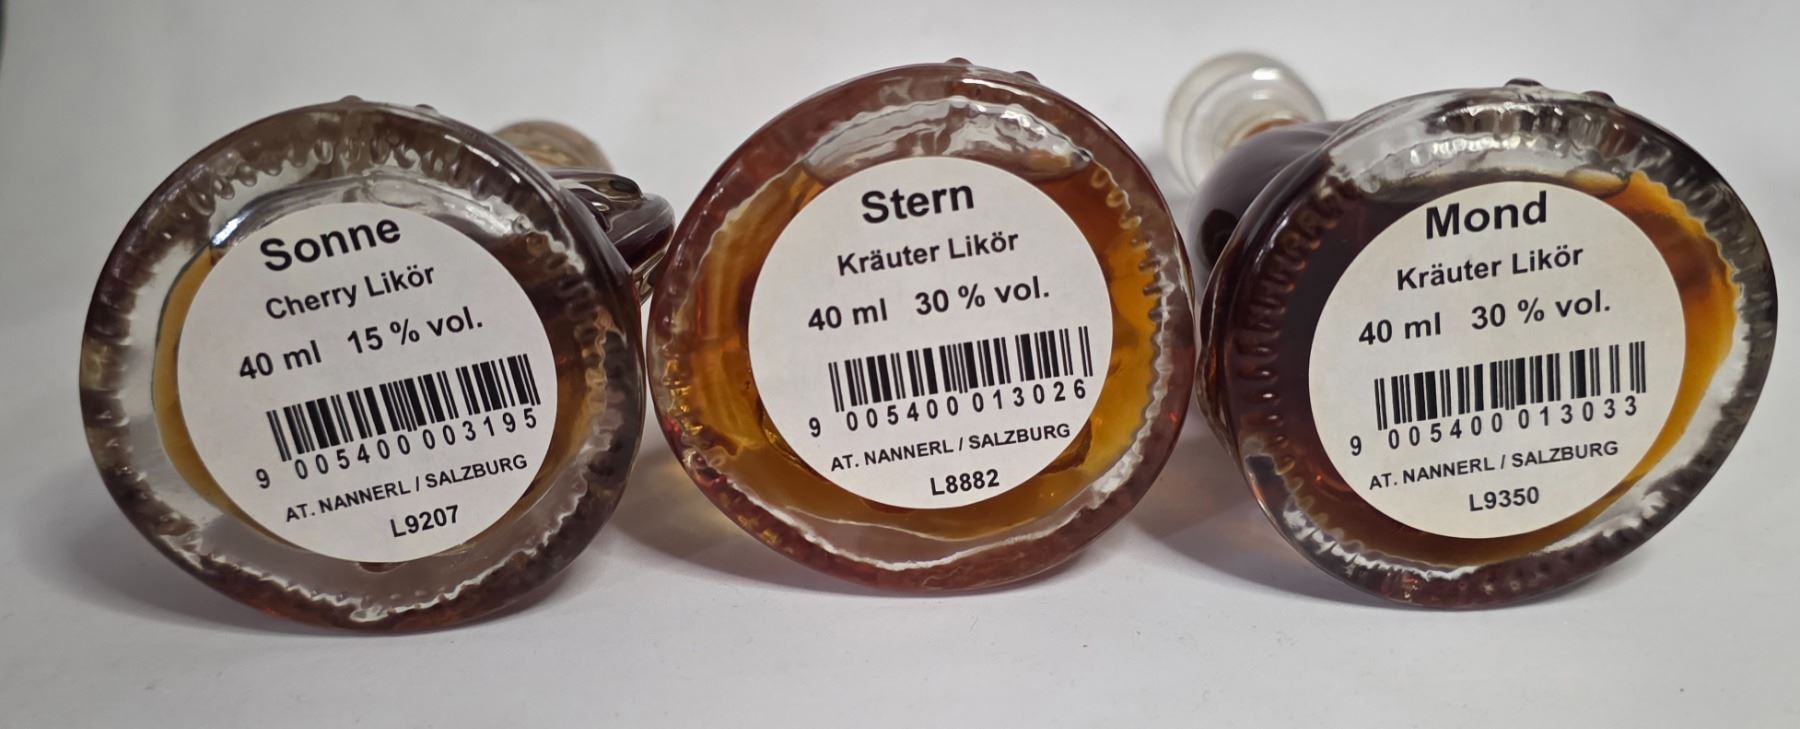 Sonne
Cherry Likör
40 ml 15 % vol.
9 005400 003195
AT. NANNERL / SALZBURG
L9207
Stern
Kräuter Likör
40 ml 30 % vol.
9 005400 013026
AT. NANNERL / SALZBURG
L8882
Mond
Kräuter Likör
40 ml 30 % vol.
9 005400 013033
AT. NANNERL / SALZBURG
L9350